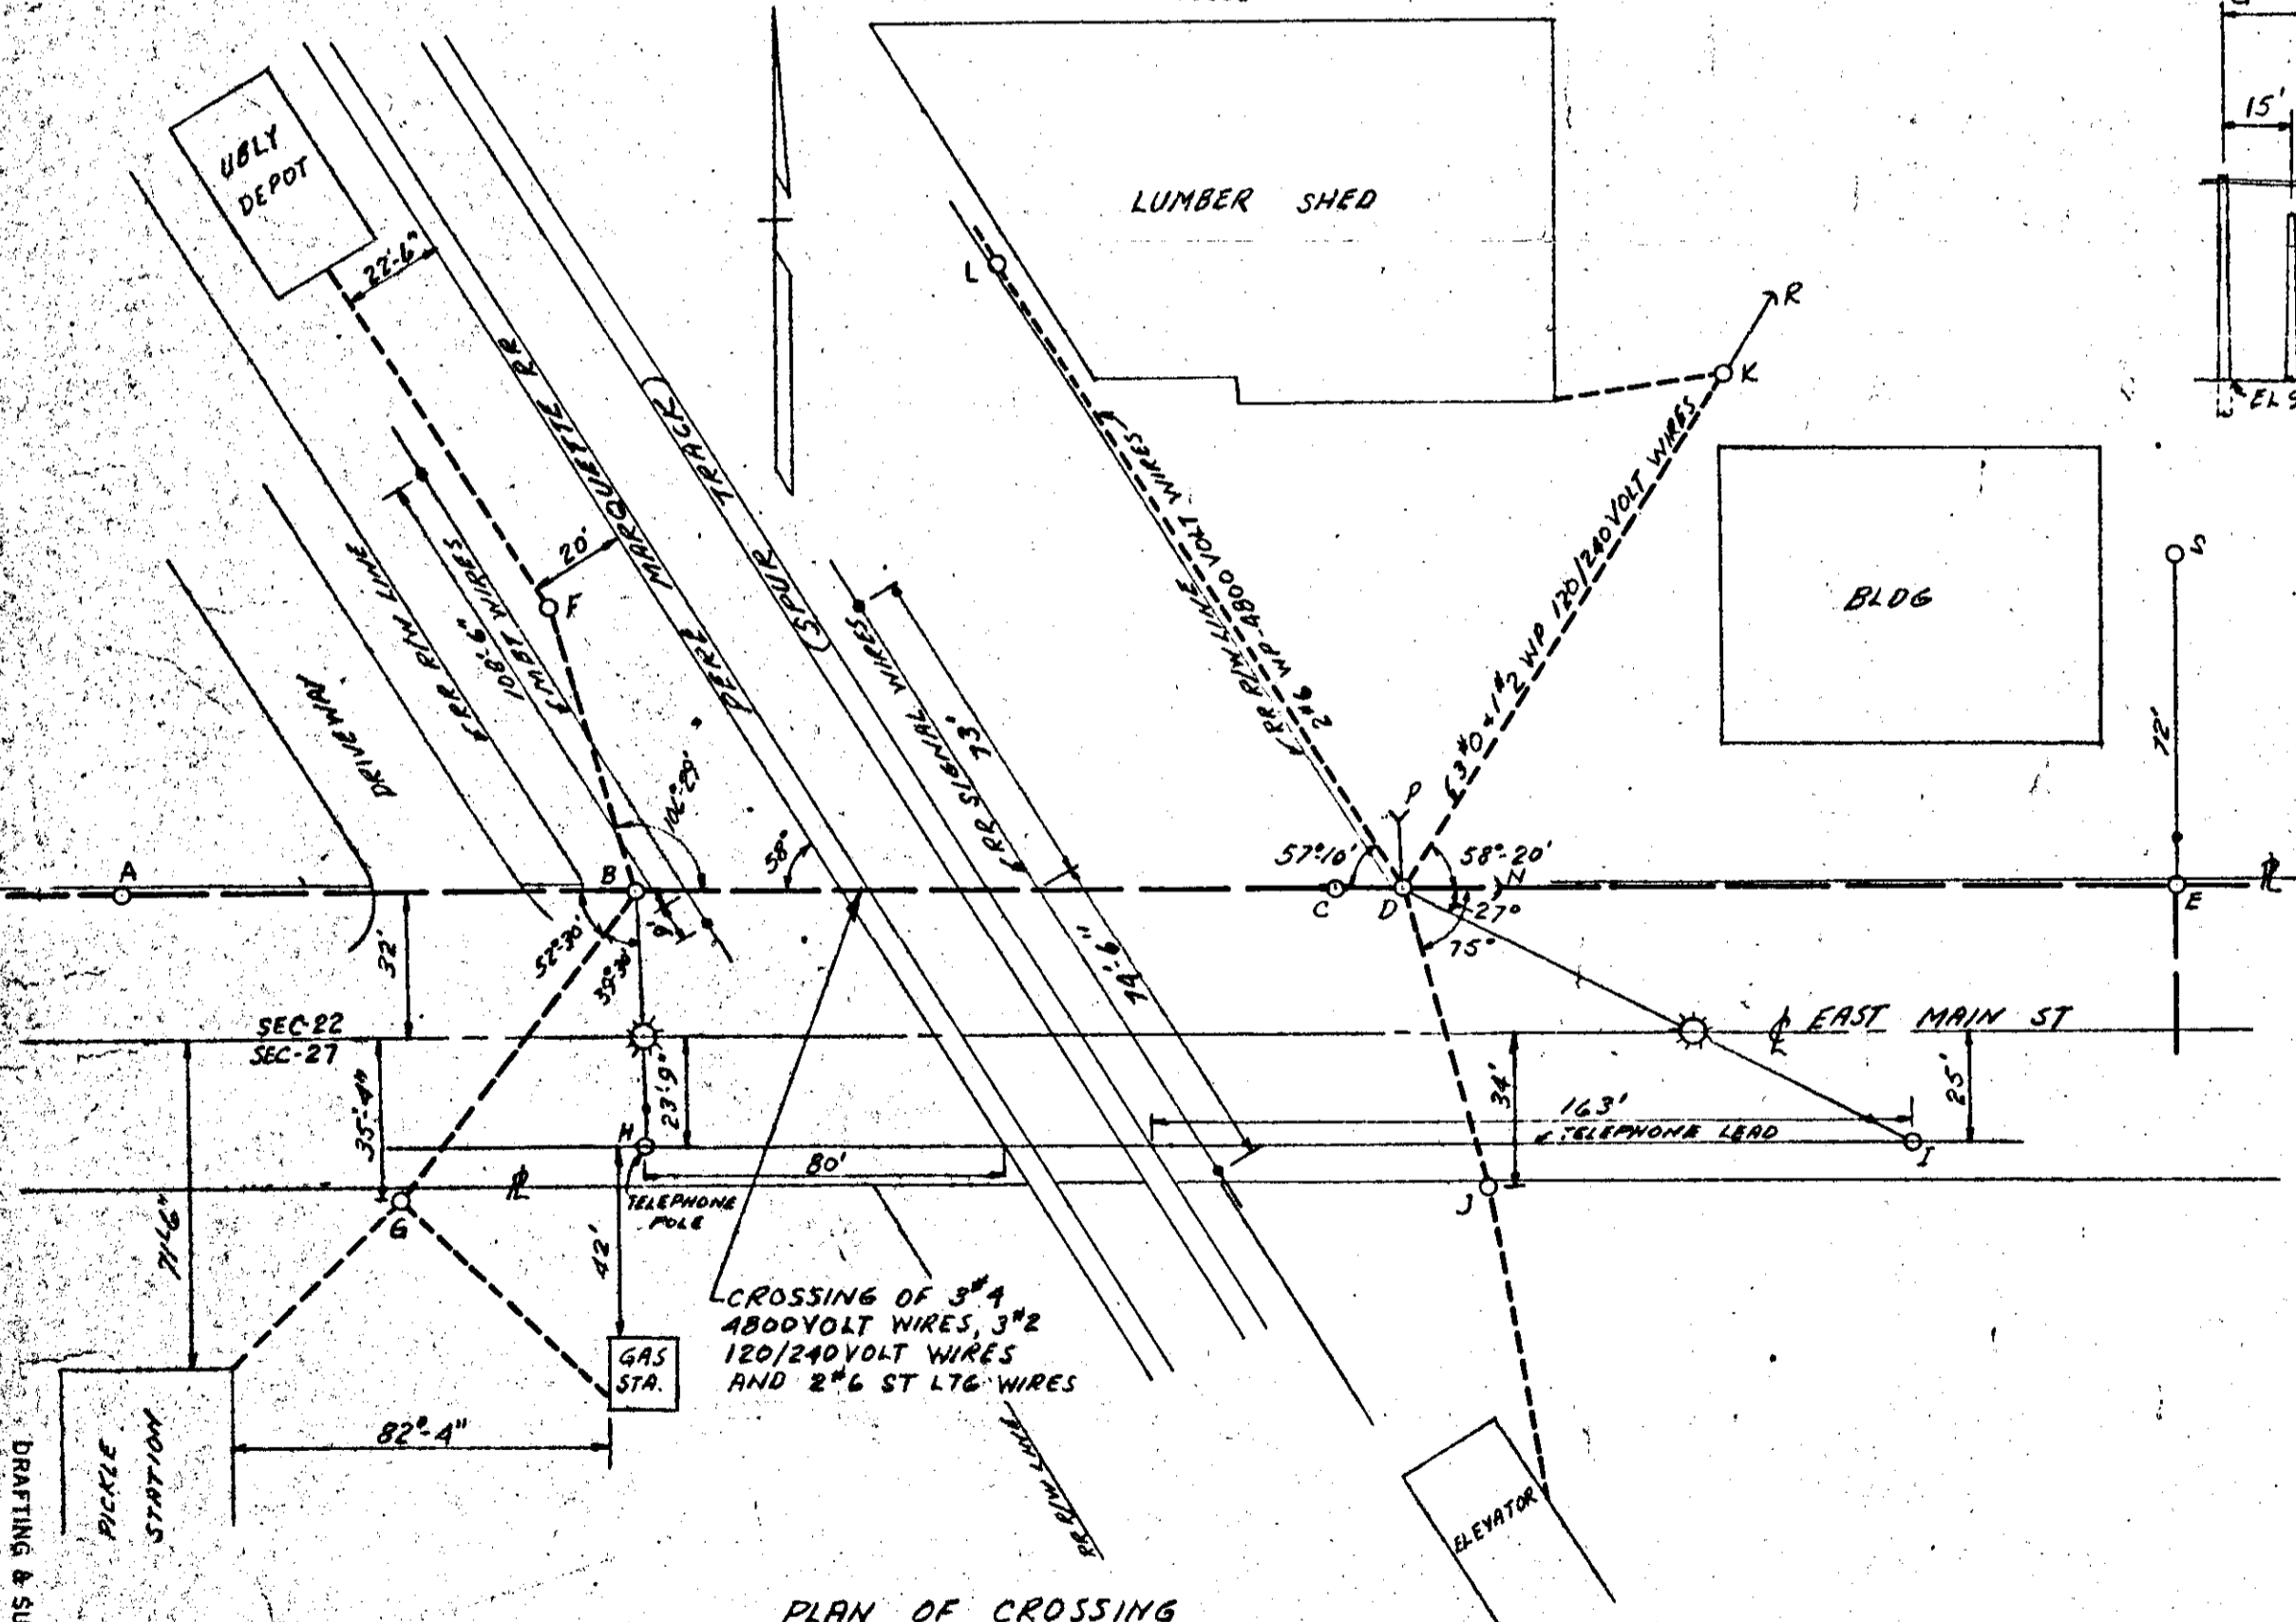 UBLY
DEPOT
22'-6"
LUMBER SHED
15'
L
R
K
RR
MARQUETTE
PERE
TRACK
(SPUR
20'
F
RR R/W LINE
108'-6"
DRIVEWAY
RR SIGNAL WIRES
73'
RR R/W LINE
2#6 WP-4800 VOLT WIRES
3#0 & 1#2 WP 120/240 VOLT WIRES
BLDG
S
72'
58°
P
57°-10'
58°-20'
A
B
C
D
N
E
27°
75°
32'
52°-30'
9'
74'-6"
SEC-22
SEC-27
EAST MAIN ST
35'-4"
23'-9"
34'
25'
163'
TELEPHONE LEAD
H
I
80'
TELEPHONE
POLE
J
G
71'-6"
42'
CROSSING OF 3#4
4800 VOLT WIRES, 3#2
120/240 VOLT WIRES
AND 2#6 ST LTG WIRES
GAS
STA.
82'-4"
PICKLE
STATION
RR R/W LINE
ELEVATOR
PLAN OF CROSSING
DRAFTING &